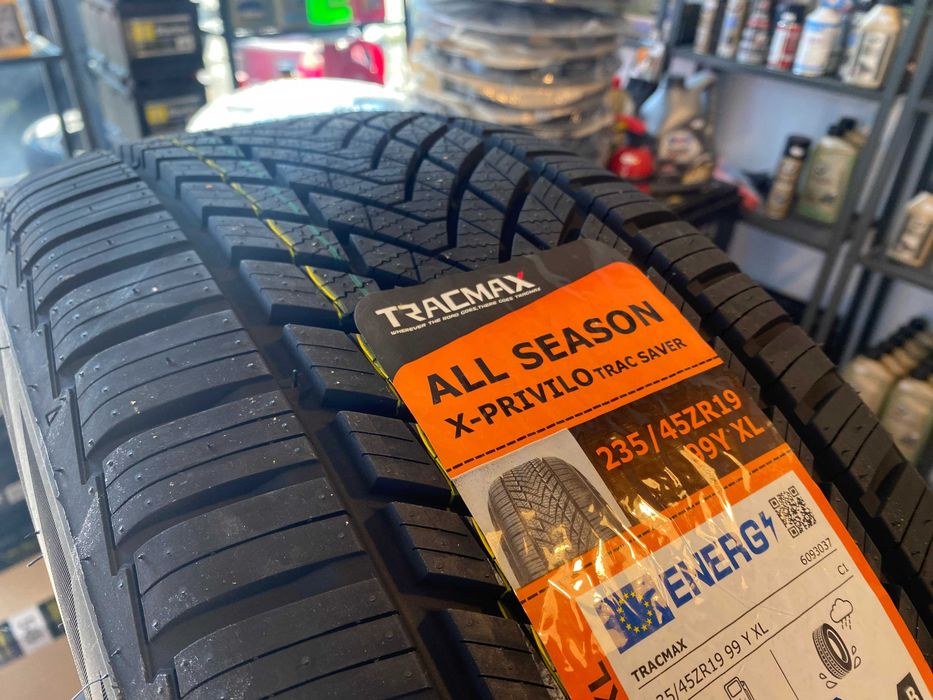 TRACMAX
WHEREVER THE ROAD GOES,THERE GOES TRACMAX
ALL SEASON
X-PRIVILO TRAC SAVER
235/45ZR19
99Y XL
ENERG
6093037
TRACMAX
C1
235/45ZR19 99 Y XL
B
XL